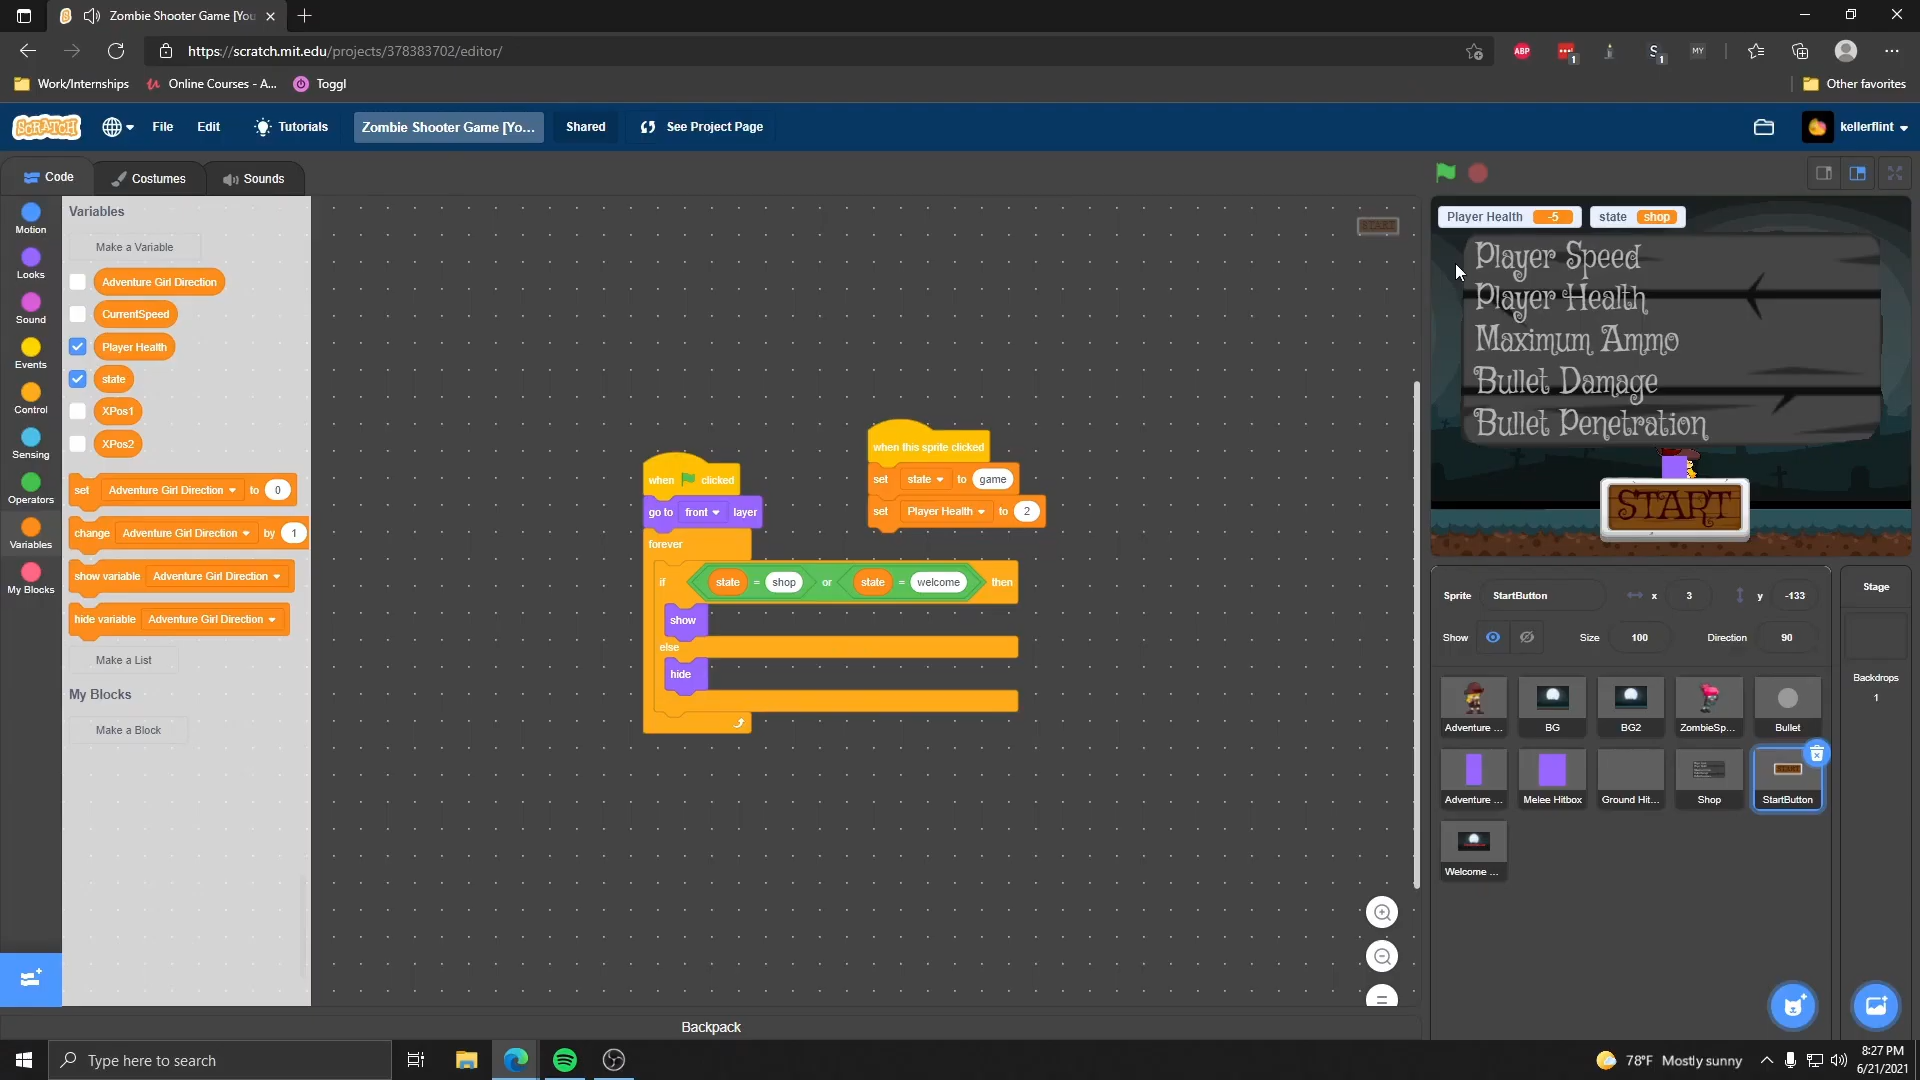 Zombie Shooter Game [You
https://scratch.mit.edu/projects/378383702/editor/
ABP
1
S
1
MY
Work/Internships
Online Courses - A...
Toggl
Other favorites
SCRATCH
File
Edit
Tutorials
Zombie Shooter Game [Yo...
Shared
See Project Page
kellerflint
Code
Costumes
Sounds
Motion
Looks
Sound
Events
Control
Sensing
Operators
Variables
My Blocks
Variables
Make a Variable
Adventure Girl Direction
CurrentSpeed
Player Health
state
XPos1
XPos2
set Adventure Girl Direction to 0
change Adventure Girl Direction by 1
show variable Adventure Girl Direction
hide variable Adventure Girl Direction
Make a List
My Blocks
Make a Block
when clicked
go to front layer
forever
if state = shop or state = welcome then
show
else
hide
when this sprite clicked
set state to game
set Player Health to 2
START
Backpack
Player Health -5
state shop
Player Speed
Player Health
Maximum Ammo
Bullet Damage
Bullet Penetration
START
Sprite StartButton x 3 y -133
Show Size 100 Direction 90
Adventure ...
BG
BG2
ZombieSp...
Bullet
Adventure ...
Melee Hitbox
Ground Hit...
Shop
StartButton
Welcome ...
Stage
Backdrops
1
Type here to search
78°F Mostly sunny
8:27 PM
6/21/2021